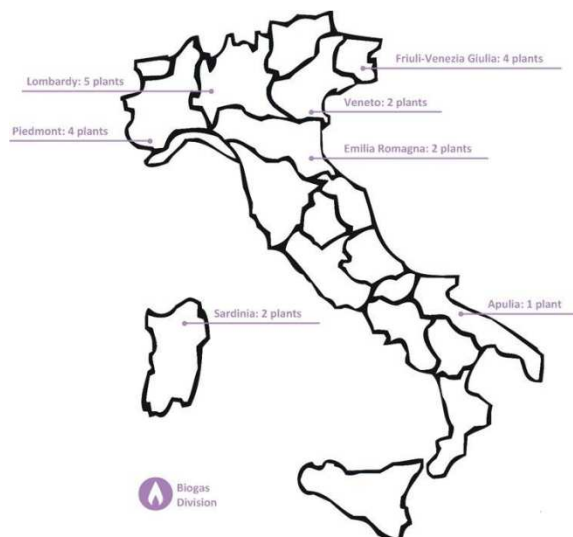 Friuli-Venezia Giulia: 4 plants
Lombardy: 5 plants
Veneto: 2 plants
Piedmont: 4 plants
Emilia Romagna: 2 plants
Sardinia: 2 plants
Apulia: 1 plant
Biogas
Division